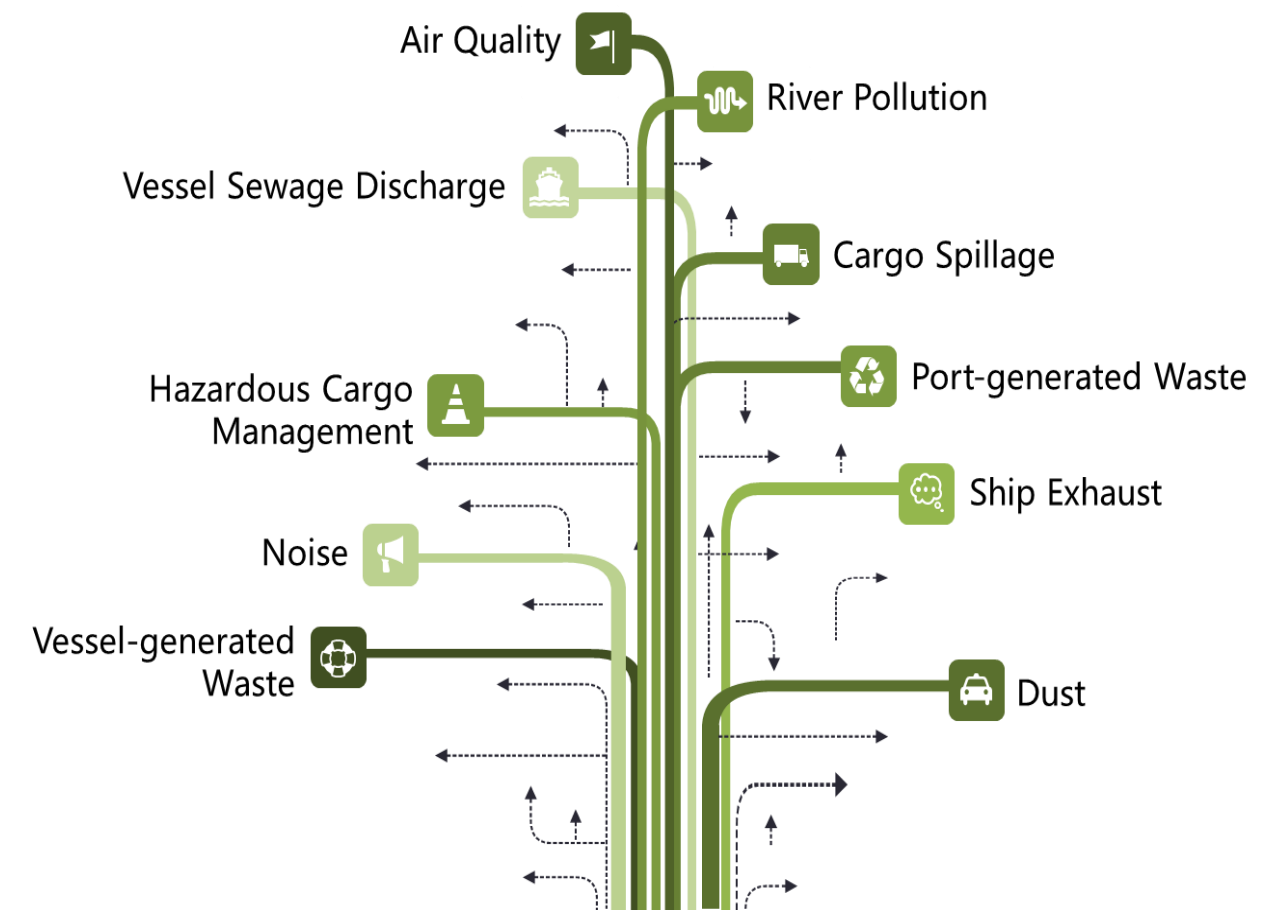 Air Quality
River Pollution
Vessel Sewage Discharge
Cargo Spillage
Port-generated Waste
Hazardous Cargo
Management
Ship Exhaust
Noise
Vessel-generated
Waste
Dust